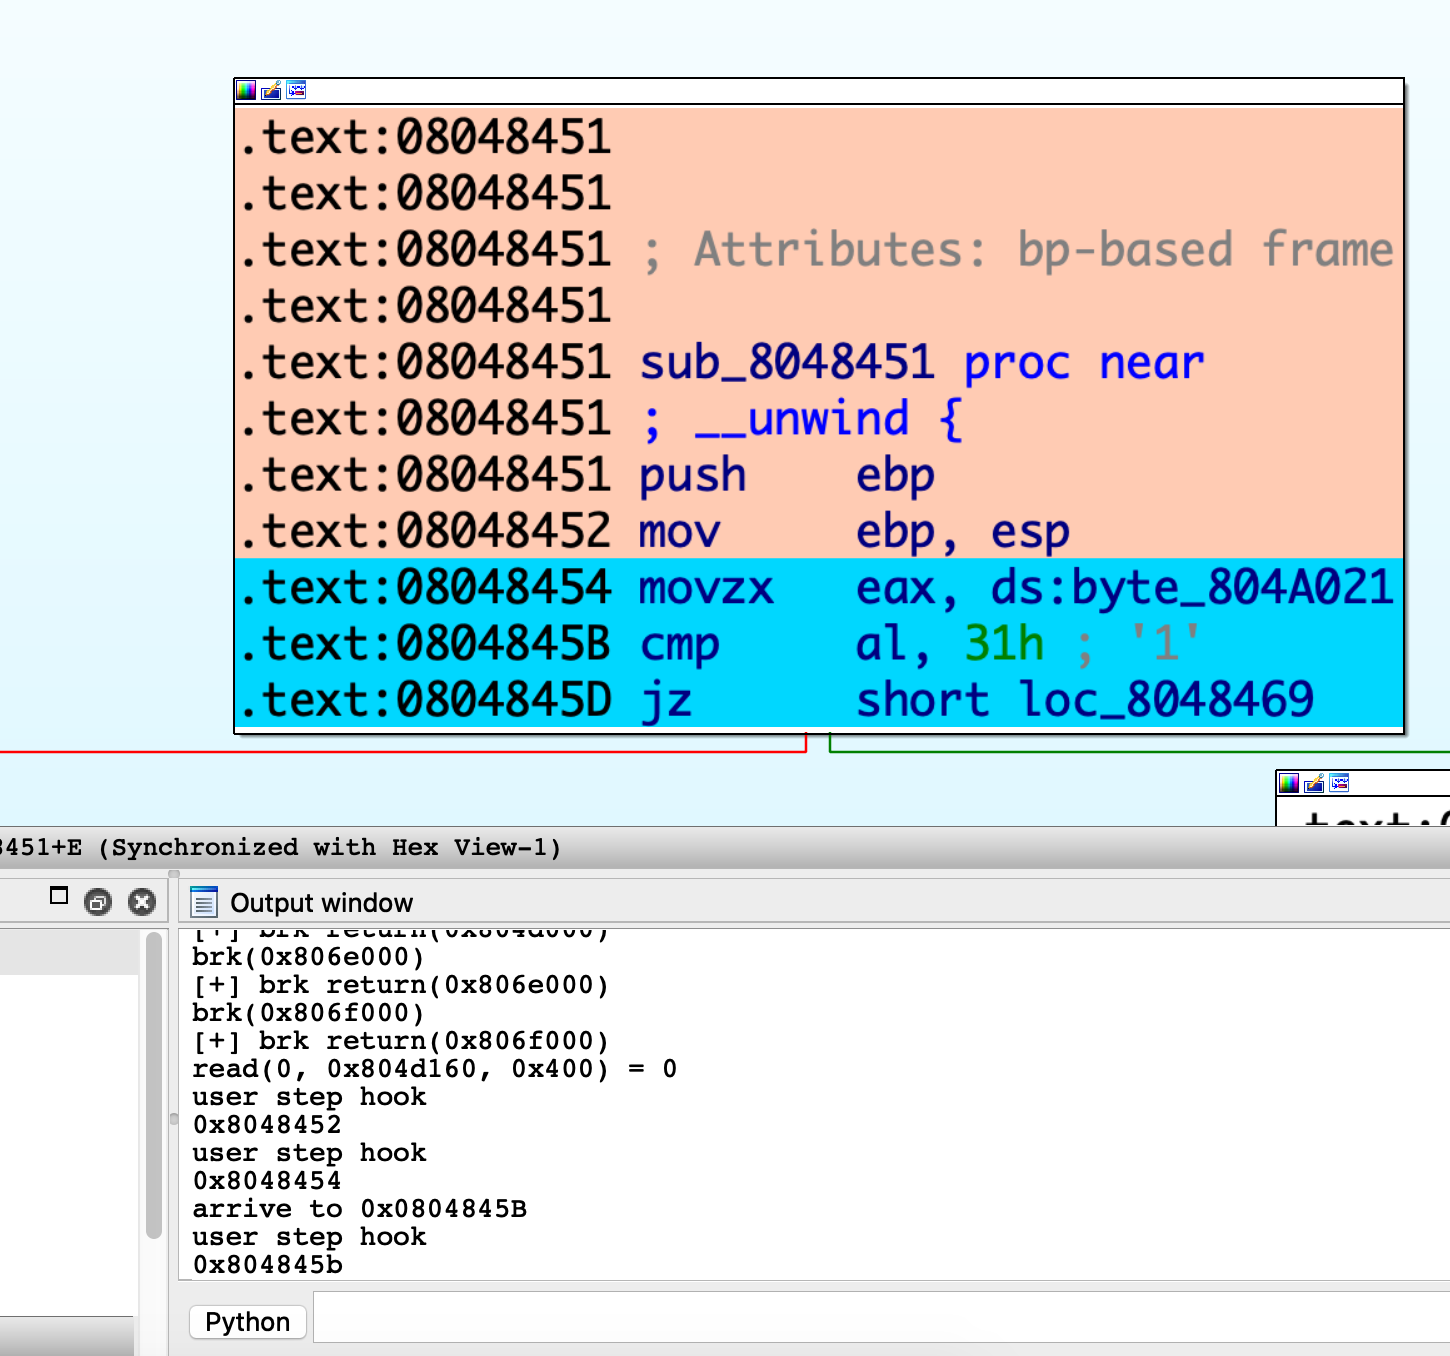 .text:08048451
.text:08048451
.text:08048451 ; Attributes: bp-based frame
.text:08048451
.text:08048451 sub_8048451 proc near
.text:08048451 ; __unwind {
.text:08048451 push ebp
.text:08048452 mov ebp, esp
.text:08048454 movzx eax, ds:byte_804A021
.text:0804845B cmp al, 31h ; '1'
.text:0804845D jz short loc_8048469
8451+E (Synchronized with Hex View-1)
Output window
[+] brk return(0x804d000)
brk(0x806e000)
[+] brk return(0x806e000)
brk(0x806f000)
[+] brk return(0x806f000)
read(0, 0x804d160, 0x400) = 0
user step hook
0x8048452
user step hook
0x8048454
arrive to 0x0804845B
user step hook
0x804845b
Python